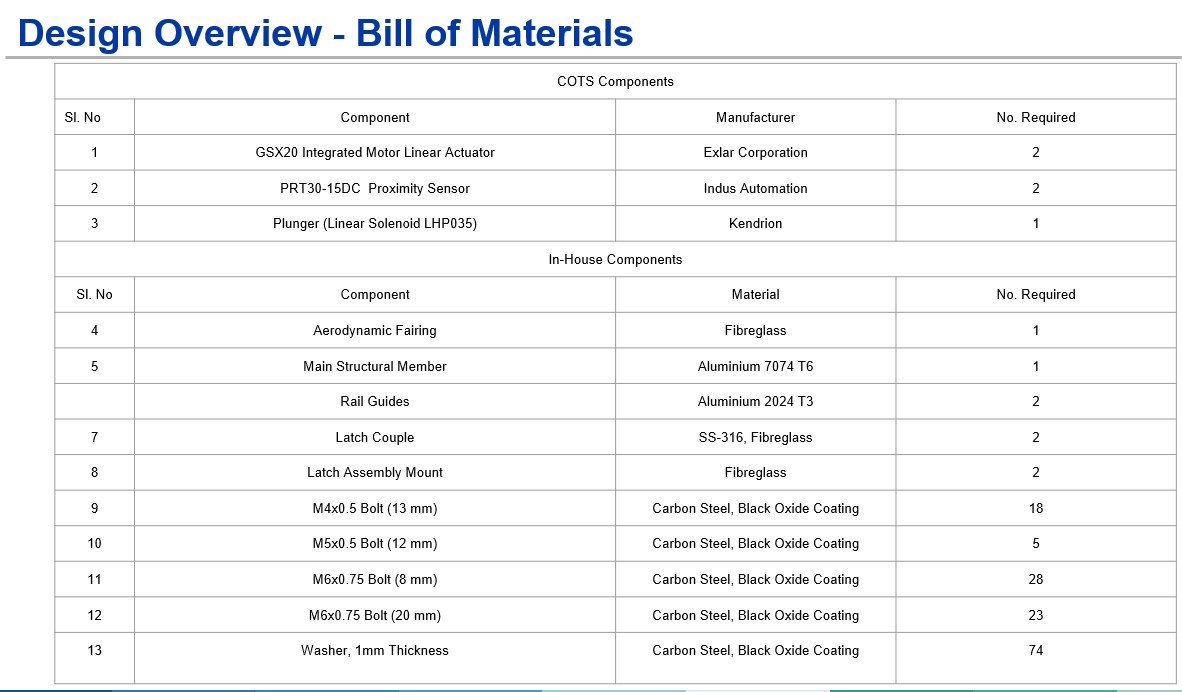 Design Overview - Bill of Materials
COTS Components
Sl. No Component Manufacturer No. Required
1 GSX20 Integrated Motor Linear Actuator Exlar Corporation 2
2 PRT30-15DC  Proximity Sensor Indus Automation 2
3 Plunger (Linear Solenoid LHP035) Kendrion 1
In-House Components
Sl. No Component Material No. Required
4 Aerodynamic Fairing Fibreglass 1
5 Main Structural Member Aluminium 7074 T6 1
Rail Guides Aluminium 2024 T3 2
7 Latch Couple SS-316, Fibreglass 2
8 Latch Assembly Mount Fibreglass 2
9 M4x0.5 Bolt (13 mm) Carbon Steel, Black Oxide Coating 18
10 M5x0.5 Bolt (12 mm) Carbon Steel, Black Oxide Coating 5
11 M6x0.75 Bolt (8 mm) Carbon Steel, Black Oxide Coating 28
12 M6x0.75 Bolt (20 mm) Carbon Steel, Black Oxide Coating 23
13 Washer, 1mm Thickness Carbon Steel, Black Oxide Coating 74